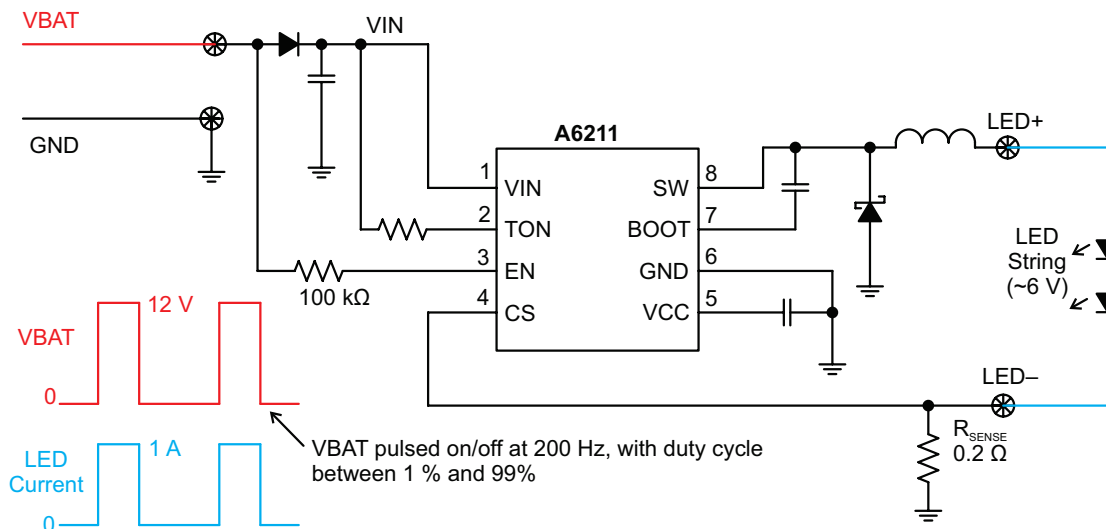 VBAT
VIN
GND
A6211
LED+
1
VIN
SW
8
2
TON
BOOT
7
3
EN
GND
6
100 kΩ
4
CS
VCC
5
LED
String
(~6 V)
12 V
VBAT
0
LED–
RSENSE
0.2 Ω
VBAT pulsed on/off at 200 Hz, with duty cycle
between 1 % and 99%
1 A
LED
Current
0